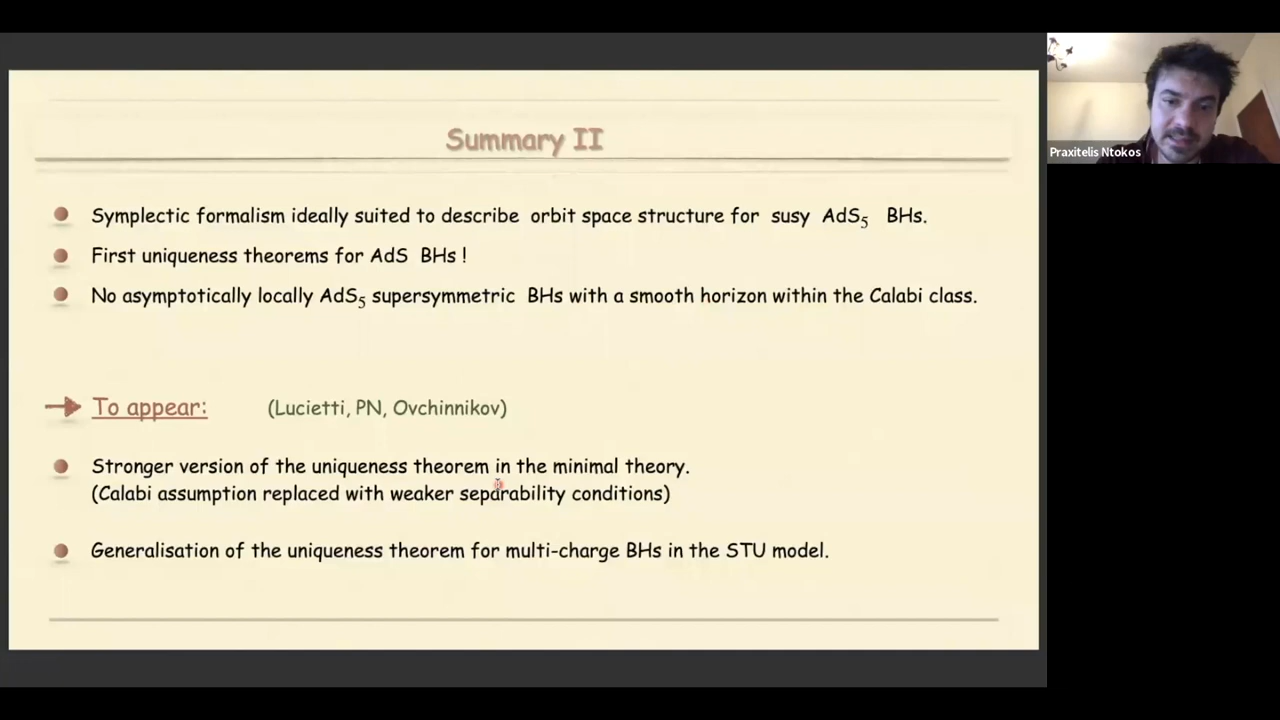 Summary II
Symplectic formalism ideally suited to describe orbit space structure for susy AdS₅ BHs.
First uniqueness theorems for AdS BHs !
No asymptotically locally AdS₅ supersymmetric BHs with a smooth horizon within the Calabi class.
To appear: (Lucietti, PN, Ovchinnikov)
Stronger version of the uniqueness theorem in the minimal theory.
(Calabi assumption replaced with weaker separability conditions)
Generalisation of the uniqueness theorem for multi-charge BHs in the STU model.
Praxitelis Ntokos